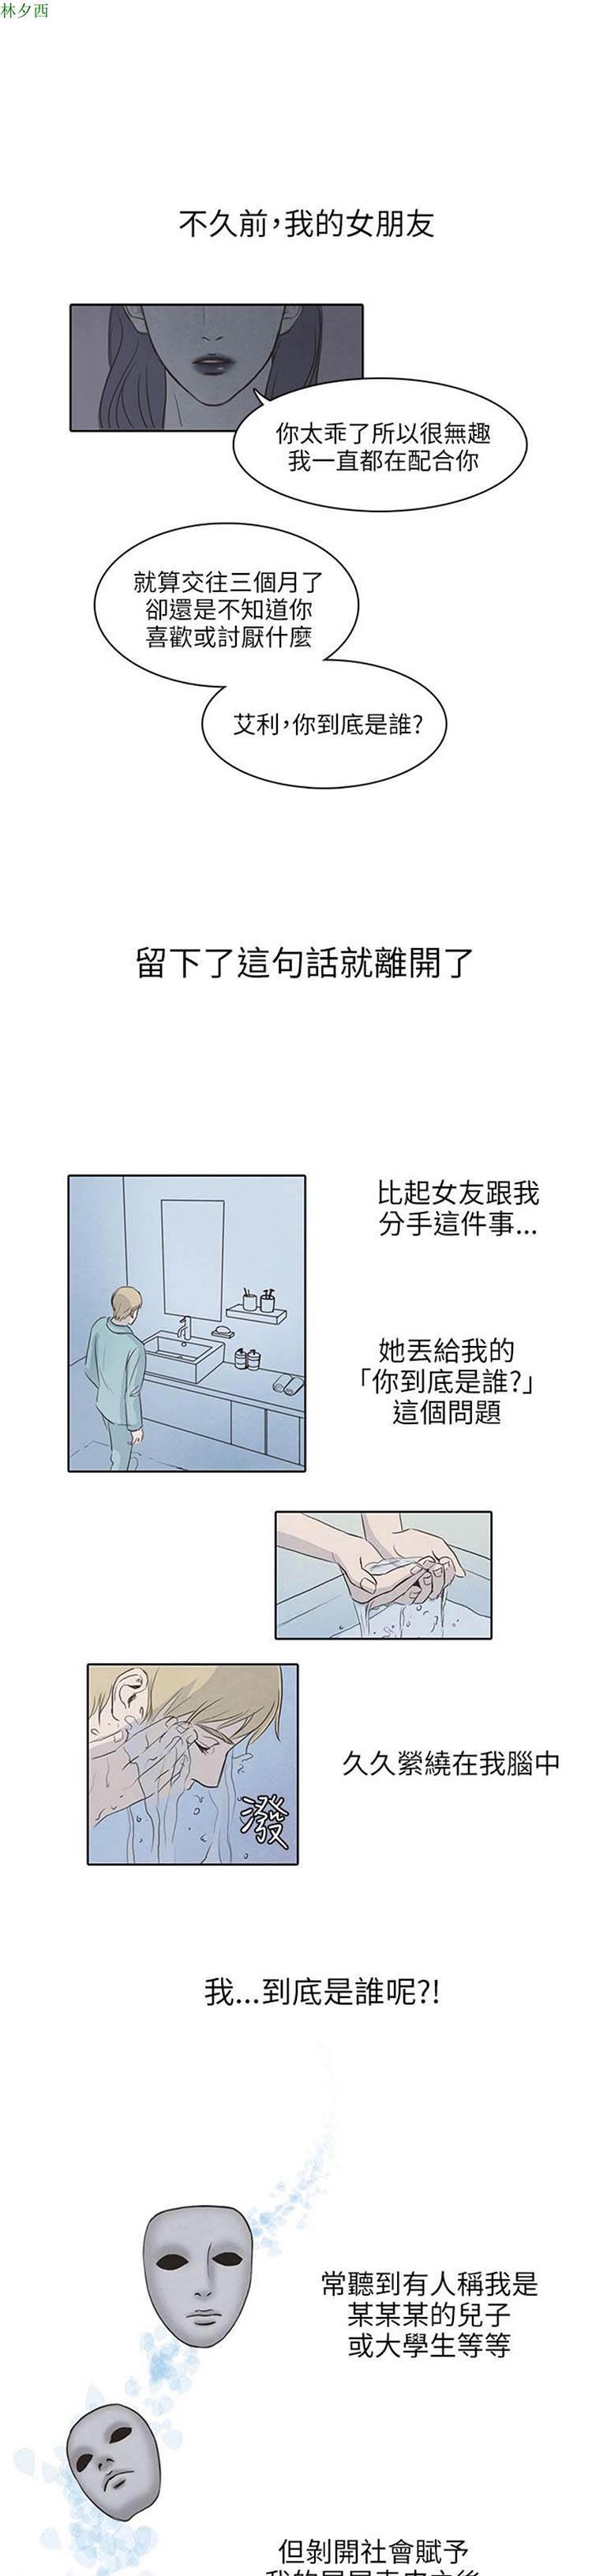 林夕西
不久前，我的女朋友
你太乖了所以很無趣
我一直都在配合你
就算交往三個月了
卻還是不知道你
喜歡或討厭什麼
艾利，你到底是誰？
留下了這句話就離開了
比起女友跟我
分手這件事…
她丟給我的
「你到底是誰？」
這個問題
久久縈繞在我腦中
潑
我…到底是誰呢？！
常聽到有人稱我是
某某某的兒子
或大學生等等
但剝開社會賦予